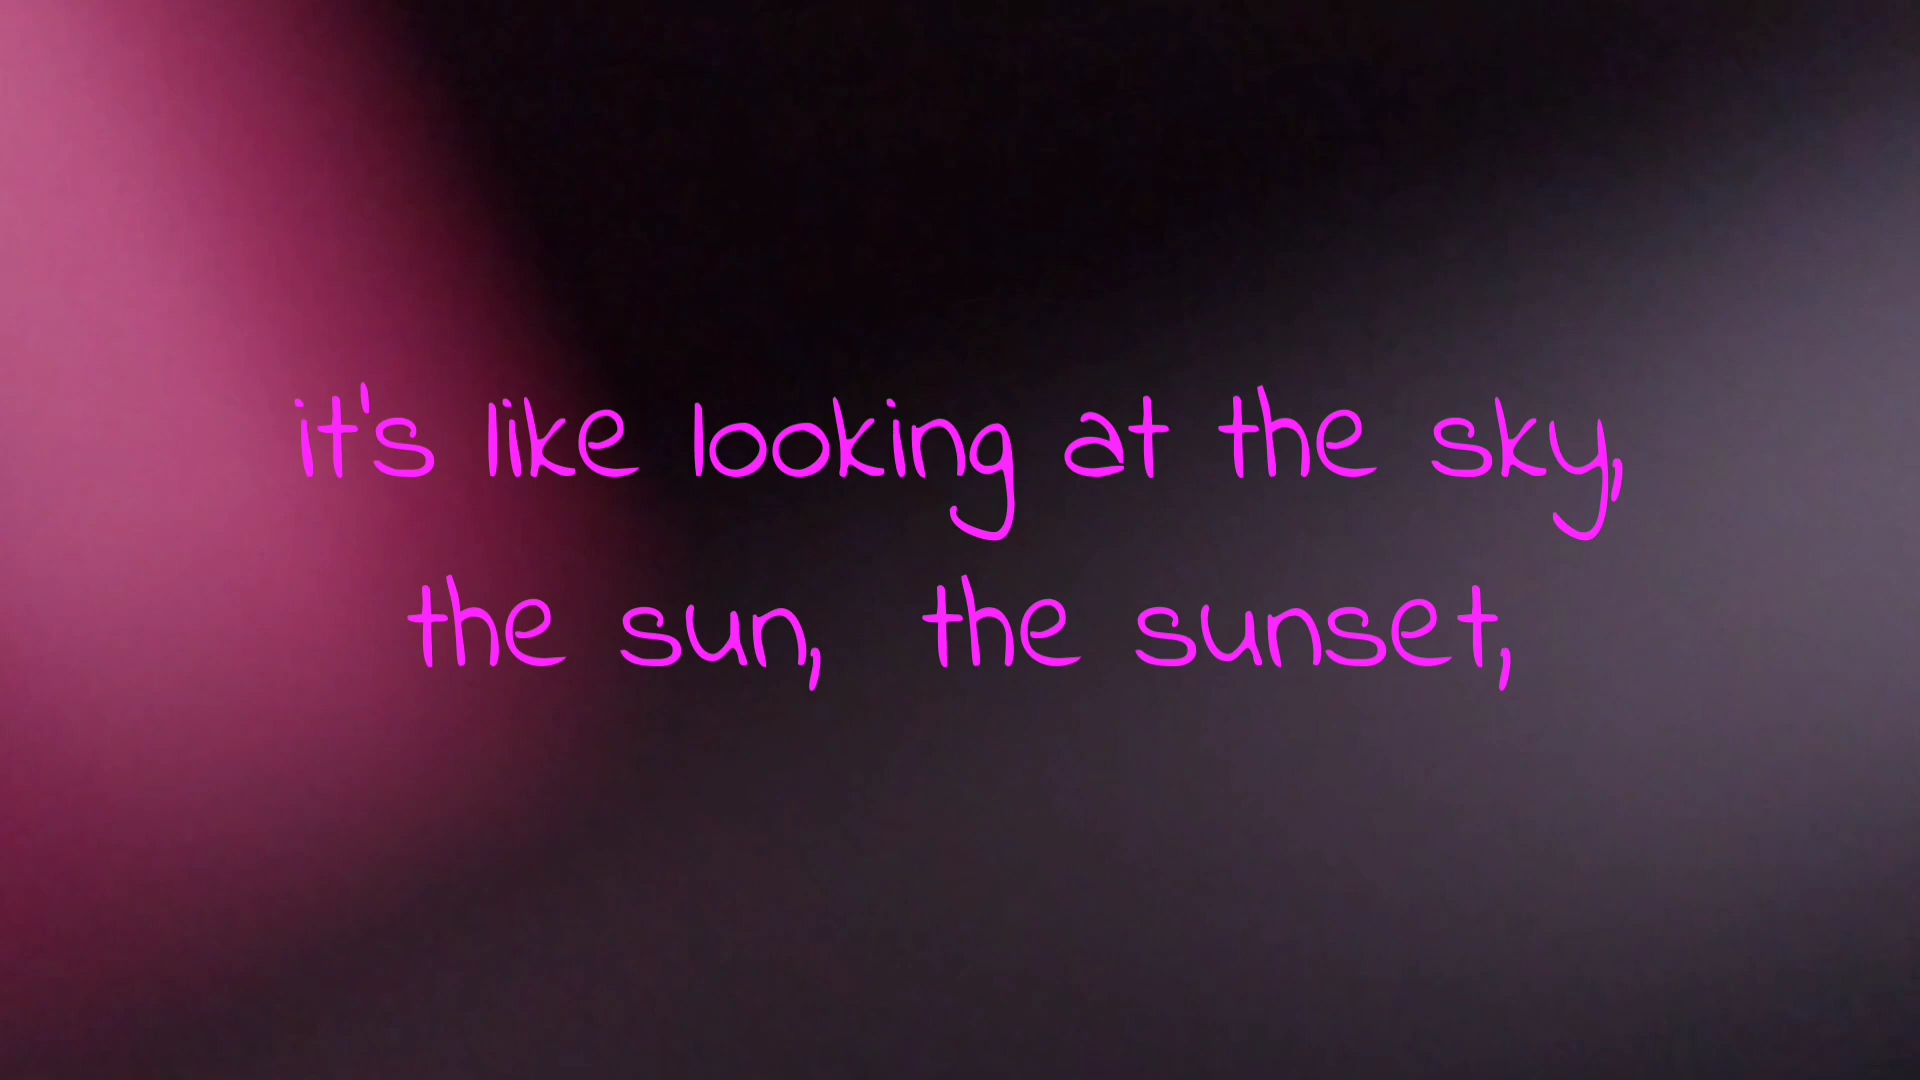 it's like looking at the sky,
the sun,  the sunset,